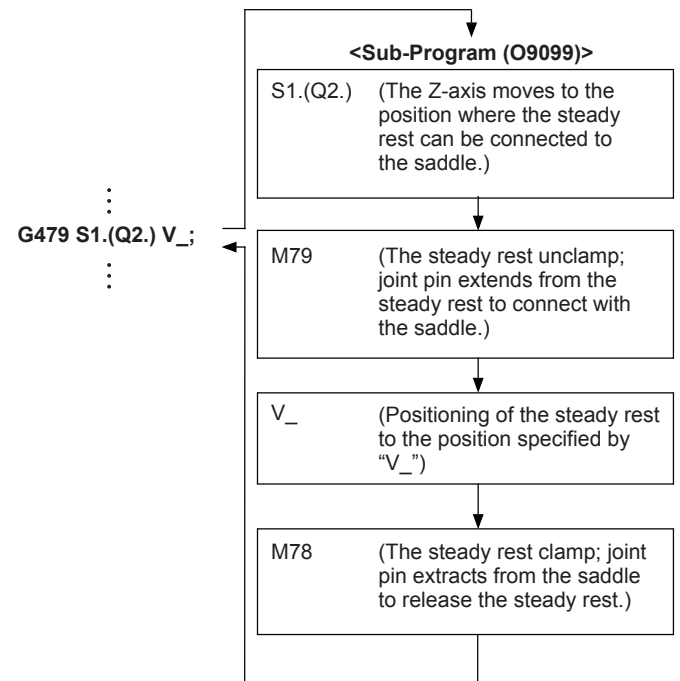 <Sub-Program (O9099)>
S1.(Q2.) (The Z-axis moves to the
position where the steady
rest can be connected to
the saddle.)
G479 S1.(Q2.) V_;
M79 (The steady rest unclamp;
joint pin extends from the
steady rest to connect with
the saddle.)
V_ (Positioning of the steady rest
to the position specified by
“V_”)
M78 (The steady rest clamp; joint
pin extracts from the saddle
to release the steady rest.)